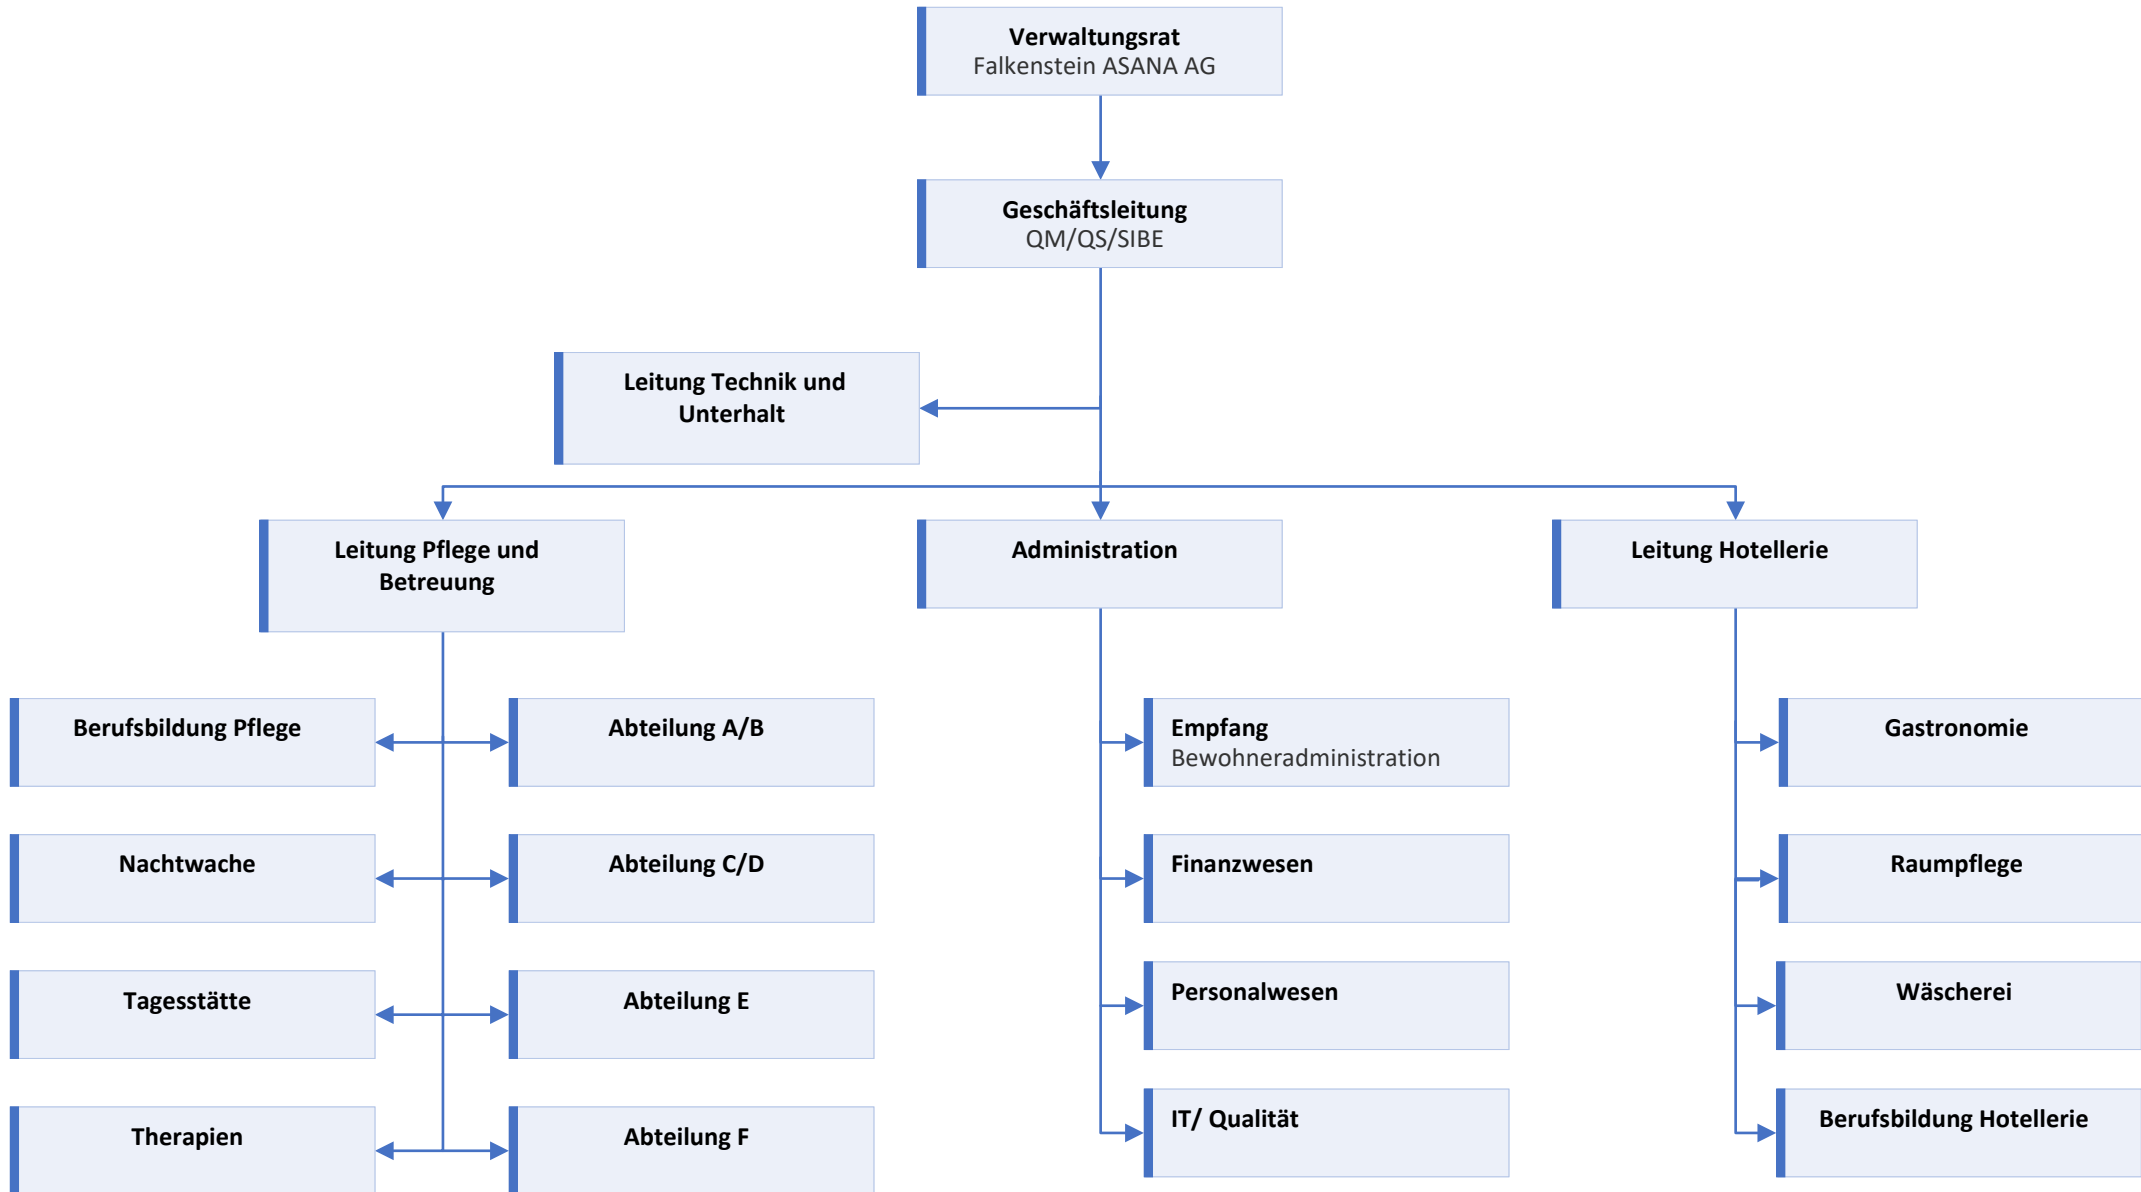 Verwaltungsrat
Falkenstein ASANA AG
Geschäftsleitung
QM/QS/SIBE
Leitung Technik und
Unterhalt
Leitung Pflege und
Betreuung
Administration
Leitung Hotellerie
Berufsbildung Pflege
Abteilung A/B
Empfang
Bewohneradministration
Gastronomie
Nachtwache
Abteilung C/D
Finanzwesen
Raumpflege
Tagesstätte
Abteilung E
Personalwesen
Wäscherei
Therapien
Abteilung F
IT/ Qualität
Berufsbildung Hotellerie